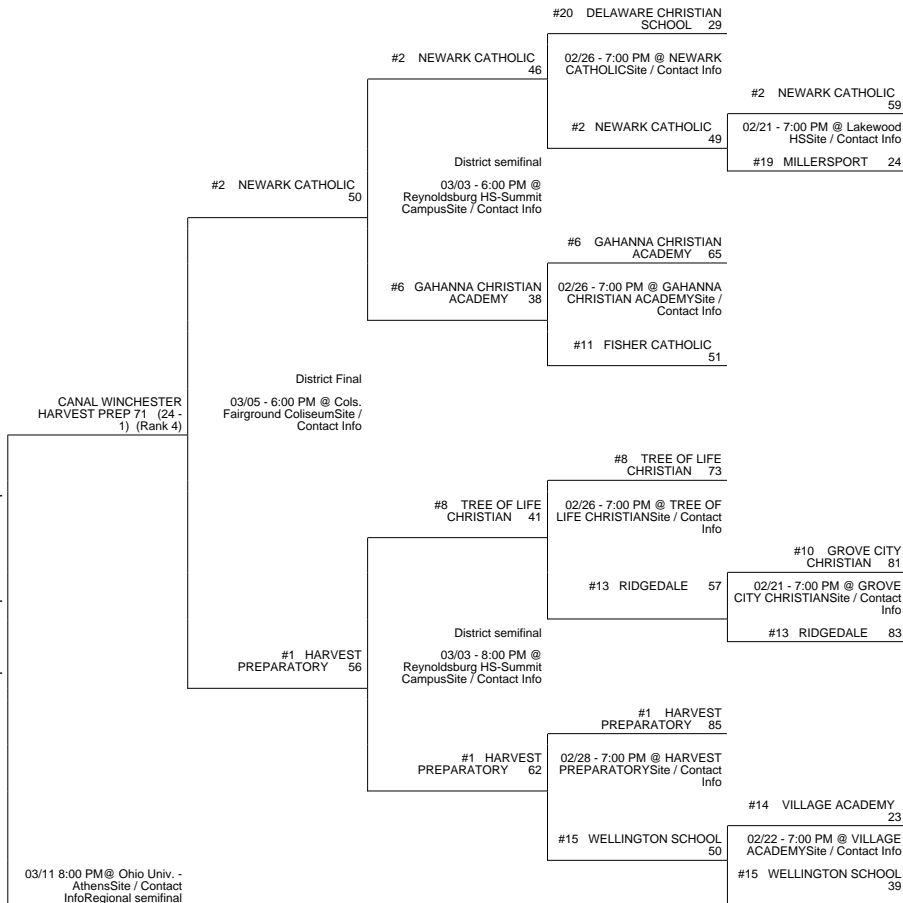 #20 DELAWARE CHRISTIAN
SCHOOL 29
#2 NEWARK CATHOLIC
46
02/26 - 7:00 PM @ NEWARK
CATHOLICSite / Contact Info
#2 NEWARK CATHOLIC
59
#2 NEWARK CATHOLIC
49
02/21 - 7:00 PM @ Lakewood
HSSite / Contact Info
#19 MILLERSPORT 24
District semifinal
03/03 - 6:00 PM @
Reynoldsburg HS-Summit
CampusSite / Contact Info
#2 NEWARK CATHOLIC
50
#6 GAHANNA CHRISTIAN
ACADEMY 65
#6 GAHANNA CHRISTIAN
ACADEMY 38
02/26 - 7:00 PM @ GAHANNA
CHRISTIAN ACADEMYSite /
Contact Info
#11 FISHER CATHOLIC
51
District Final
03/05 - 6:00 PM @ Cols.
Fairground ColiseumSite /
Contact Info
CANAL WINCHESTER
HARVEST PREP 71 (24 -
1) (Rank 4)
#8 TREE OF LIFE
CHRISTIAN 73
#8 TREE OF LIFE
CHRISTIAN 41
02/26 - 7:00 PM @ TREE OF
LIFE CHRISTIANSite / Contact
Info
#10 GROVE CITY
CHRISTIAN 81
#13 RIDGEDALE 57
02/21 - 7:00 PM @ GROVE
CITY CHRISTIANSite / Contact
Info
#13 RIDGEDALE 83
District semifinal
03/03 - 8:00 PM @
Reynoldsburg HS-Summit
CampusSite / Contact Info
#1 HARVEST
PREPARATORY 56
#1 HARVEST
PREPARATORY 85
#1 HARVEST
PREPARATORY 62
02/28 - 7:00 PM @ HARVEST
PREPARATORYSite / Contact
Info
#14 VILLAGE ACADEMY
23
#15 WELLINGTON SCHOOL
50
02/22 - 7:00 PM @ VILLAGE
ACADEMYSite / Contact Info
#15 WELLINGTON SCHOOL
39
03/11 8:00 PM@ Ohio Univ. -
AthensSite / Contact
InfoRegional semifinal